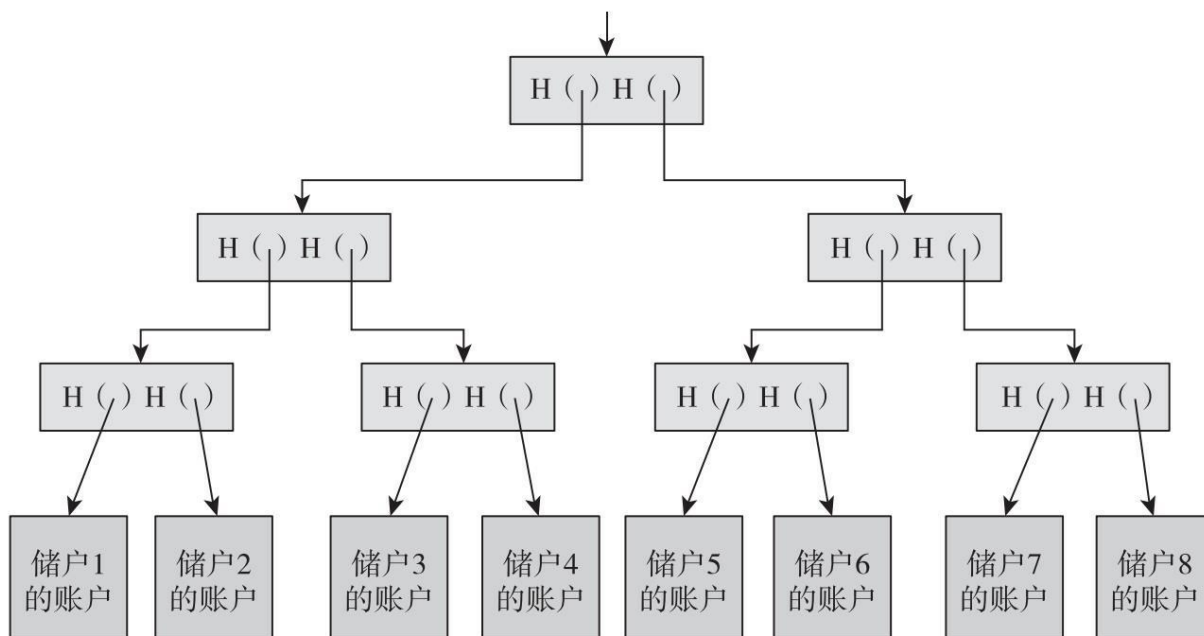 H（ ）H（ ）
H（ ）H（ ）
H（ ）H（ ）
H（ ）H（ ）
H（ ）H（ ）
H（ ）H（ ）
H（ ）H（ ）
储户1
的账户
储户2
的账户
储户3
的账户
储户4
的账户
储户5
的账户
储户6
的账户
储户7
的账户
储户8
的账户